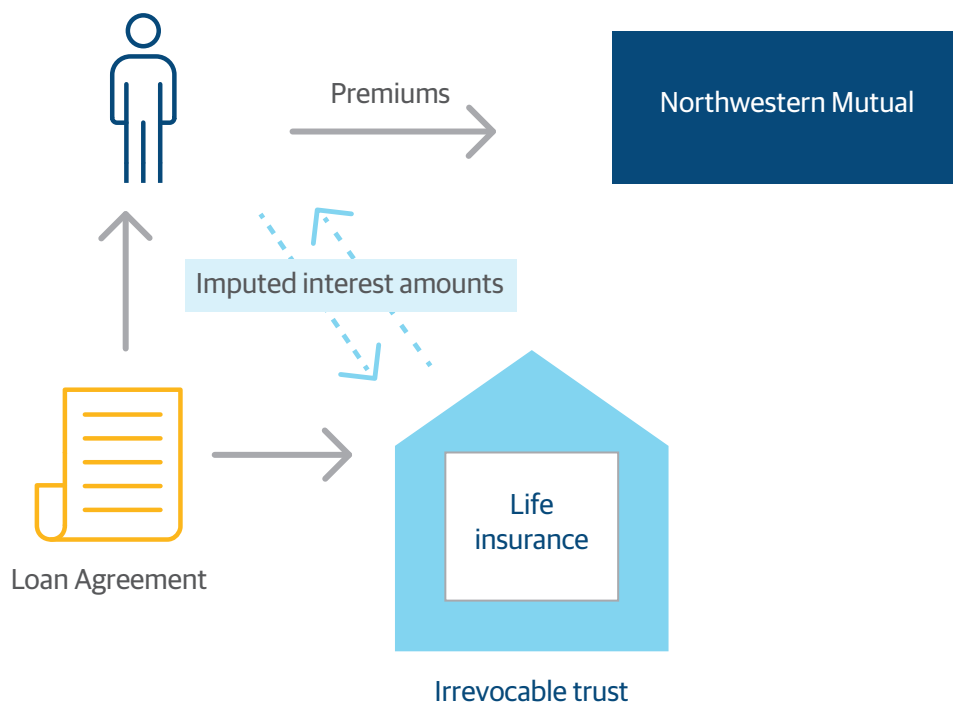 Premiums
Northwestern Mutual
Imputed interest amounts
Life
insurance
Loan Agreement
Irrevocable trust